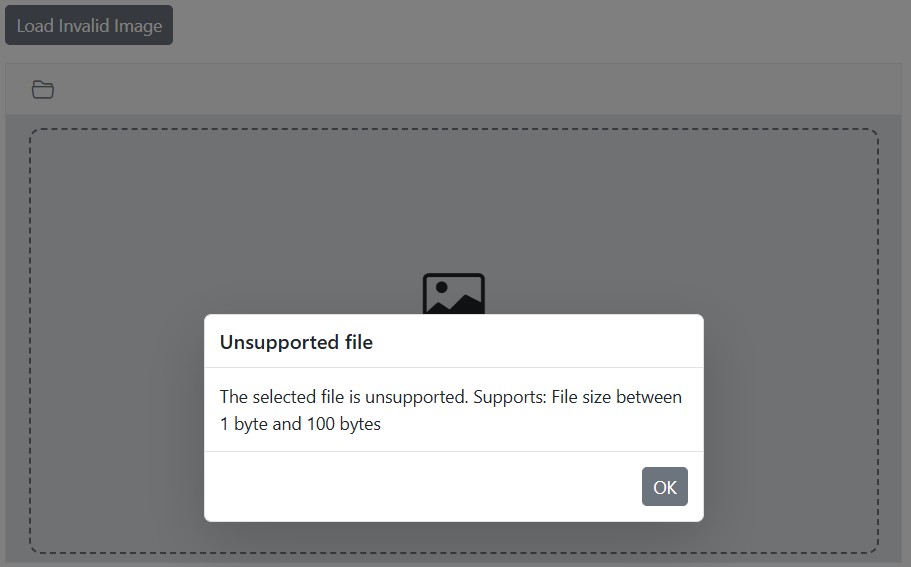 Load Invalid Image
Unsupported file
The selected file is unsupported. Supports: File size between
1 byte and 100 bytes
OK